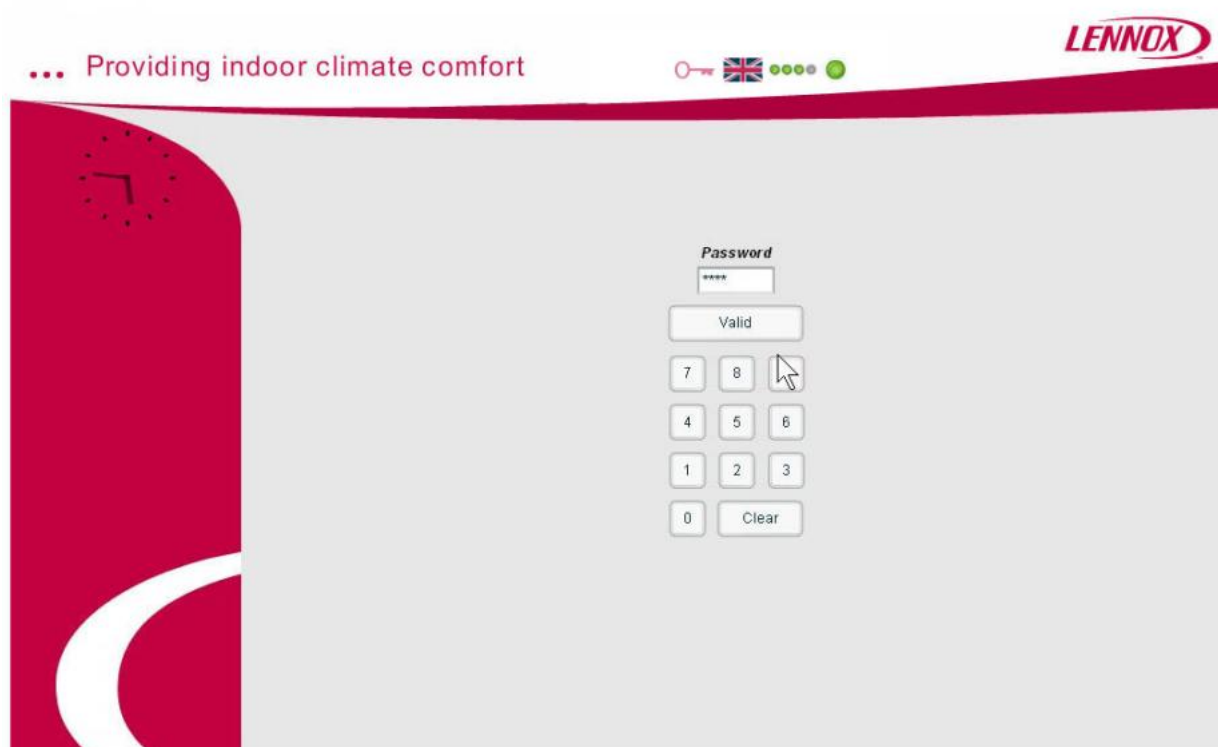 LENNOX
... Providing indoor climate comfort
Password
****
Valid
7 8
4 5 6
1 2 3
0 Clear